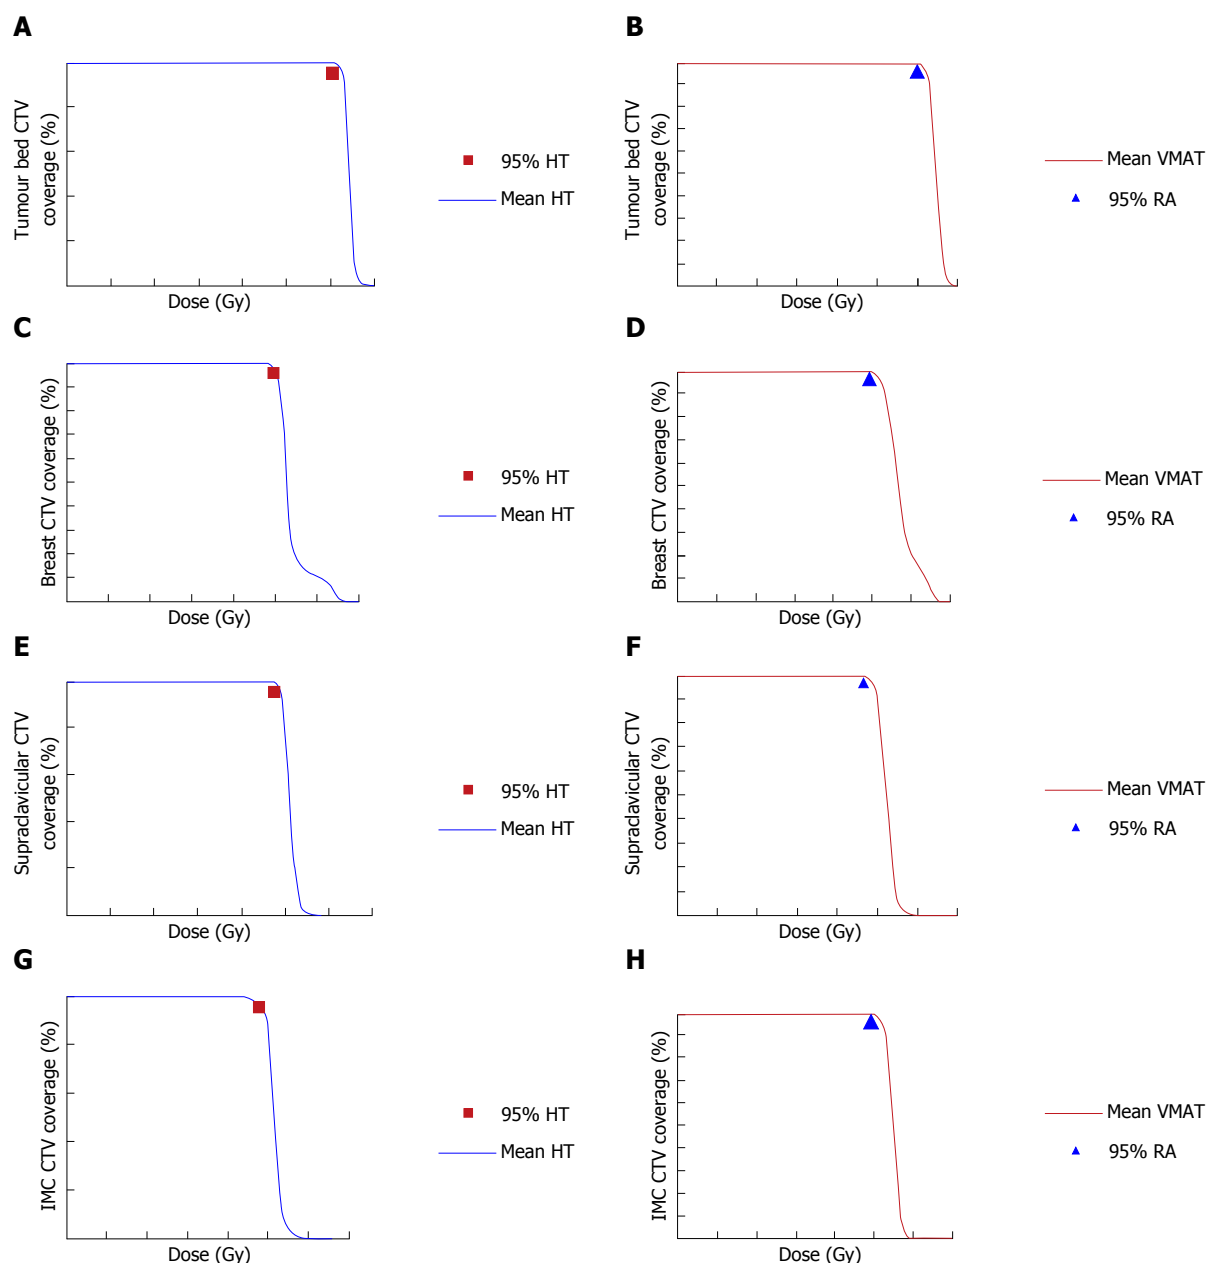 A
Tumour bed CTV
coverage (%)
Dose (Gy)
95% HT
Mean HT
B
Tumour bed CTV
coverage (%)
Dose (Gy)
Mean VMAT
95% RA
C
Breast CTV coverage (%)
Dose (Gy)
95% HT
Mean HT
D
Breast CTV coverage (%)
Dose (Gy)
Mean VMAT
95% RA
E
Supraclavicular CTV
coverage (%)
Dose (Gy)
95% HT
Mean HT
F
Supraclavicular CTV
coverage (%)
Dose (Gy)
Mean VMAT
95% RA
G
IMC CTV coverage (%)
Dose (Gy)
95% HT
Mean HT
H
IMC CTV coverage (%)
Dose (Gy)
Mean VMAT
95% RA